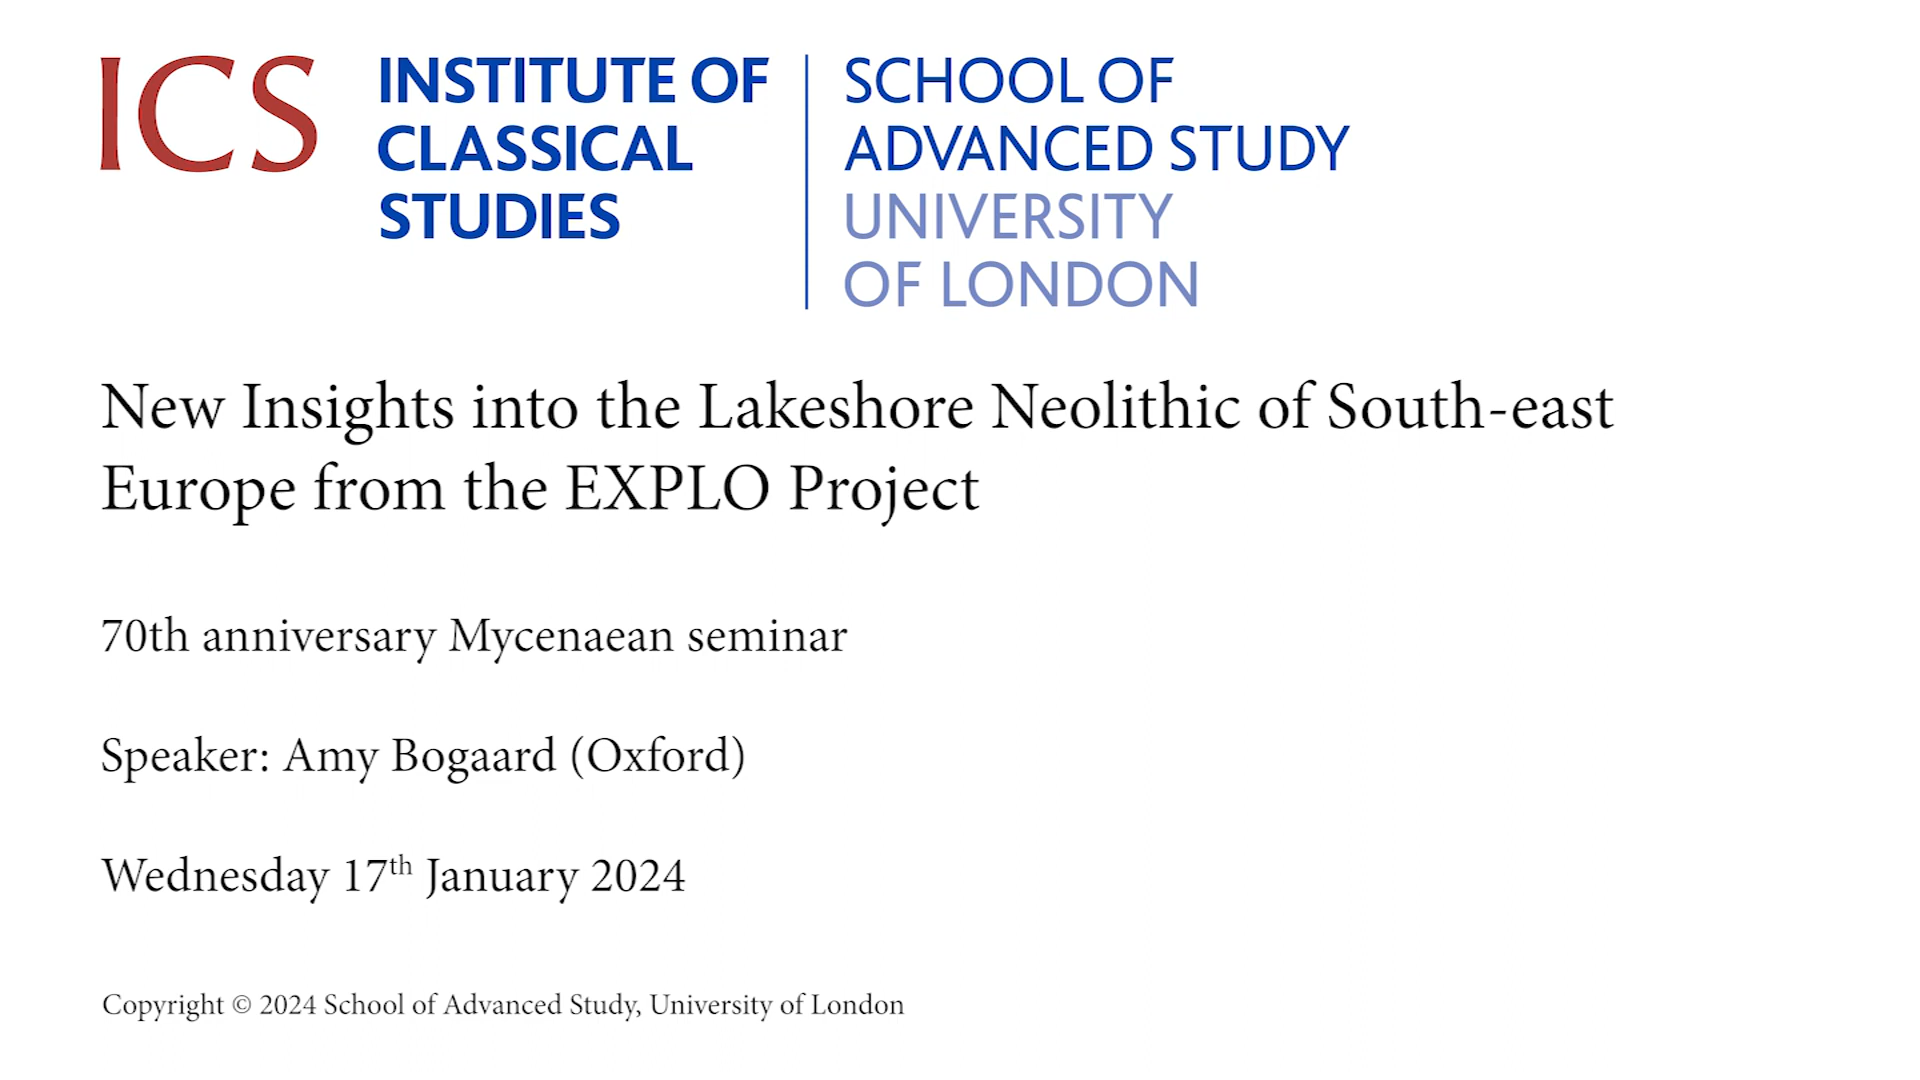 ICS
INSTITUTE OF
CLASSICAL
STUDIES
SCHOOL OF
ADVANCED STUDY
UNIVERSITY
OF LONDON
New Insights into the Lakeshore Neolithic of South-east
Europe from the EXPLO Project
70th anniversary Mycenaean seminar
Speaker: Amy Bogaard (Oxford)
Wednesday 17th January 2024
Copyright © 2024 School of Advanced Study, University of London